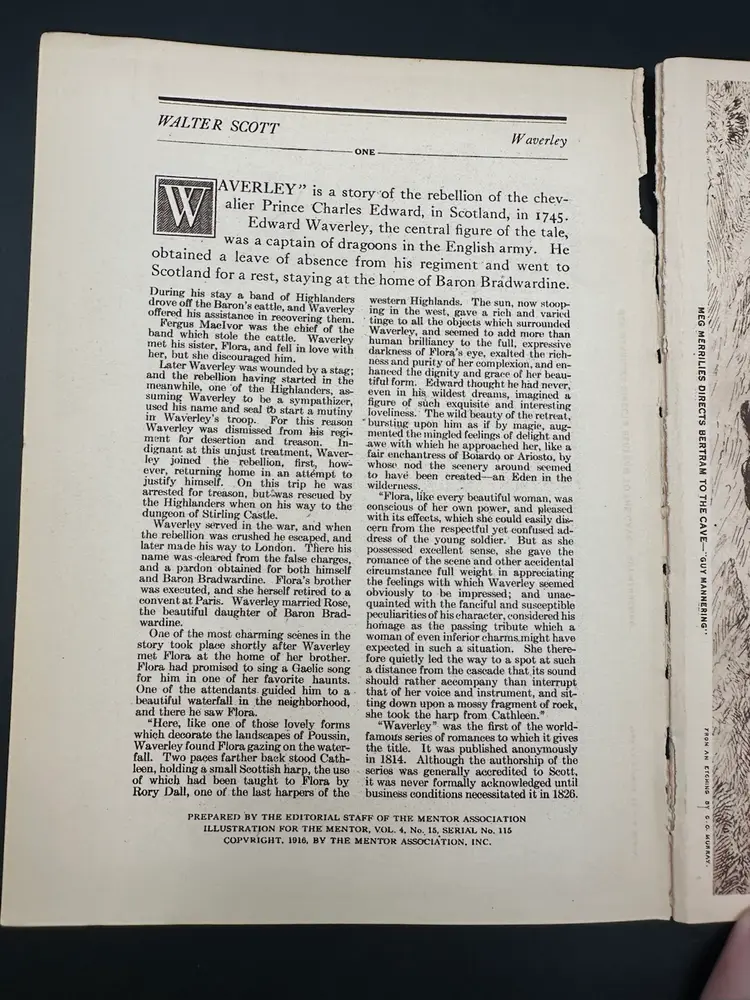 WALTER SCOTT
Waverley
ONE
WAVERLEY" is a story of the rebellion of the chev-
alier Prince Charles Edward, in Scotland, in 1745.
Edward Waverley, the central figure of the tale,
was a captain of dragoons in the English army. He
obtained a leave of absence from his regiment and went to
Scotland for a rest, staying at the home of Baron Bradwardine.
During his stay a band of Highlanders
drove off the Baron's cattle, and Waverley
offered his assistance in recovering them.
Fergus MacIvor was the chief of the
band which stole the cattle. Waverley
met his sister, Flora, and fell in love with
her, but she discouraged him.
Later Waverley was wounded by a stag;
and the rebellion having started in the
meanwhile, one of the Highlanders, as-
suming Waverley to be a sympathizer,
used his name and seal to start a mutiny
in Waverley's troop. For this reason
Waverley was dismissed from his regi-
ment for desertion and treason. In-
dignant at this unjust treatment, Waver-
ley joined the rebellion, first, how-
ever, returning home in an attempt to
justify himself. On this trip he was
arrested for treason, but was rescued by
the Highlanders when on his way to the
dungeon of Stirling Castle.
Waverley served in the war, and when
the rebellion was crushed he escaped, and
later made his way to London. There his
name was cleared from the false charges,
and a pardon obtained for both himself
and Baron Bradwardine. Flora's brother
was executed, and she herself retired to a
convent at Paris. Waverley married Rose,
the beautiful daughter of Baron Brad-
wardine.
One of the most charming scenes in the
story took place shortly after Waverley
met Flora at the home of her brother.
Flora had promised to sing a Gaelic song
for him in one of her favorite haunts.
One of the attendants guided him to a
beautiful waterfall in the neighborhood,
and there he saw Flora.
"Here, like one of those lovely forms
which decorate the landscapes of Poussin,
Waverley found Flora gazing on the water-
fall. Two paces farther back stood Cath-
leen, holding a small Scottish harp, the use
of which had been taught to Flora by
Rory Dall, one of the last harpers of the
western Highlands. The sun, now stoop-
ing in the west, gave a rich and varied
tinge to all the objects which surrounded
Waverley, and seemed to add more than
human brilliancy to the full, expressive
darkness of Flora's eye, exalted the rich-
ness and purity of her complexion, and en-
hanced the dignity and grace of her beau-
tiful form. Edward thought he had never,
even in his wildest dreams, imagined a
figure of such exquisite and interesting
loveliness. The wild beauty of the retreat,
bursting upon him as if by magic, aug-
mented the mingled feelings of delight and
awe with which he approached her, like a
fair enchantress of Boiardo or Ariosto, by
whose nod the scenery around seemed
to have been created—an Eden in the
wilderness.
"Flora, like every beautiful woman, was
conscious of her own power, and pleased
with its effects, which she could easily dis-
cern from the respectful yet confused ad-
dress of the young soldier. But as she
possessed excellent sense, she gave the
romance of the scene and other accidental
circumstance full weight in appreciating
the feelings with which Waverley seemed
obviously to be impressed; and unac-
quainted with the fanciful and susceptible
peculiarities of his character, considered his
homage as the passing tribute which a
woman of even inferior charms might have
expected in such a situation. She there-
fore quietly led the way to a spot at such
a distance from the cascade that its sound
should rather accompany than interrupt
that of her voice and instrument, and sit-
ting down upon a mossy fragment of rock,
she took the harp from Cathleen."
"Waverley" was the first of the world-
famous series of romances to which it gives
the title. It was published anonymously
in 1814. Although the authorship of the
series was generally accredited to Scott,
it was never formally acknowledged until
business conditions necessitated it in 1826.
PREPARED BY THE EDITORIAL STAFF OF THE MENTOR ASSOCIATION
ILLUSTRATION FOR THE MENTOR, VOL. 4, No. 15, SERIAL No. 115
COPYRIGHT, 1916, BY THE MENTOR ASSOCIATION, INC.
MEG MERRILIES DIRECTS BERTRAM TO THE CAVE—"GUY MANNERING"
FROM AN ETCHING BY C. O. MURRAY.